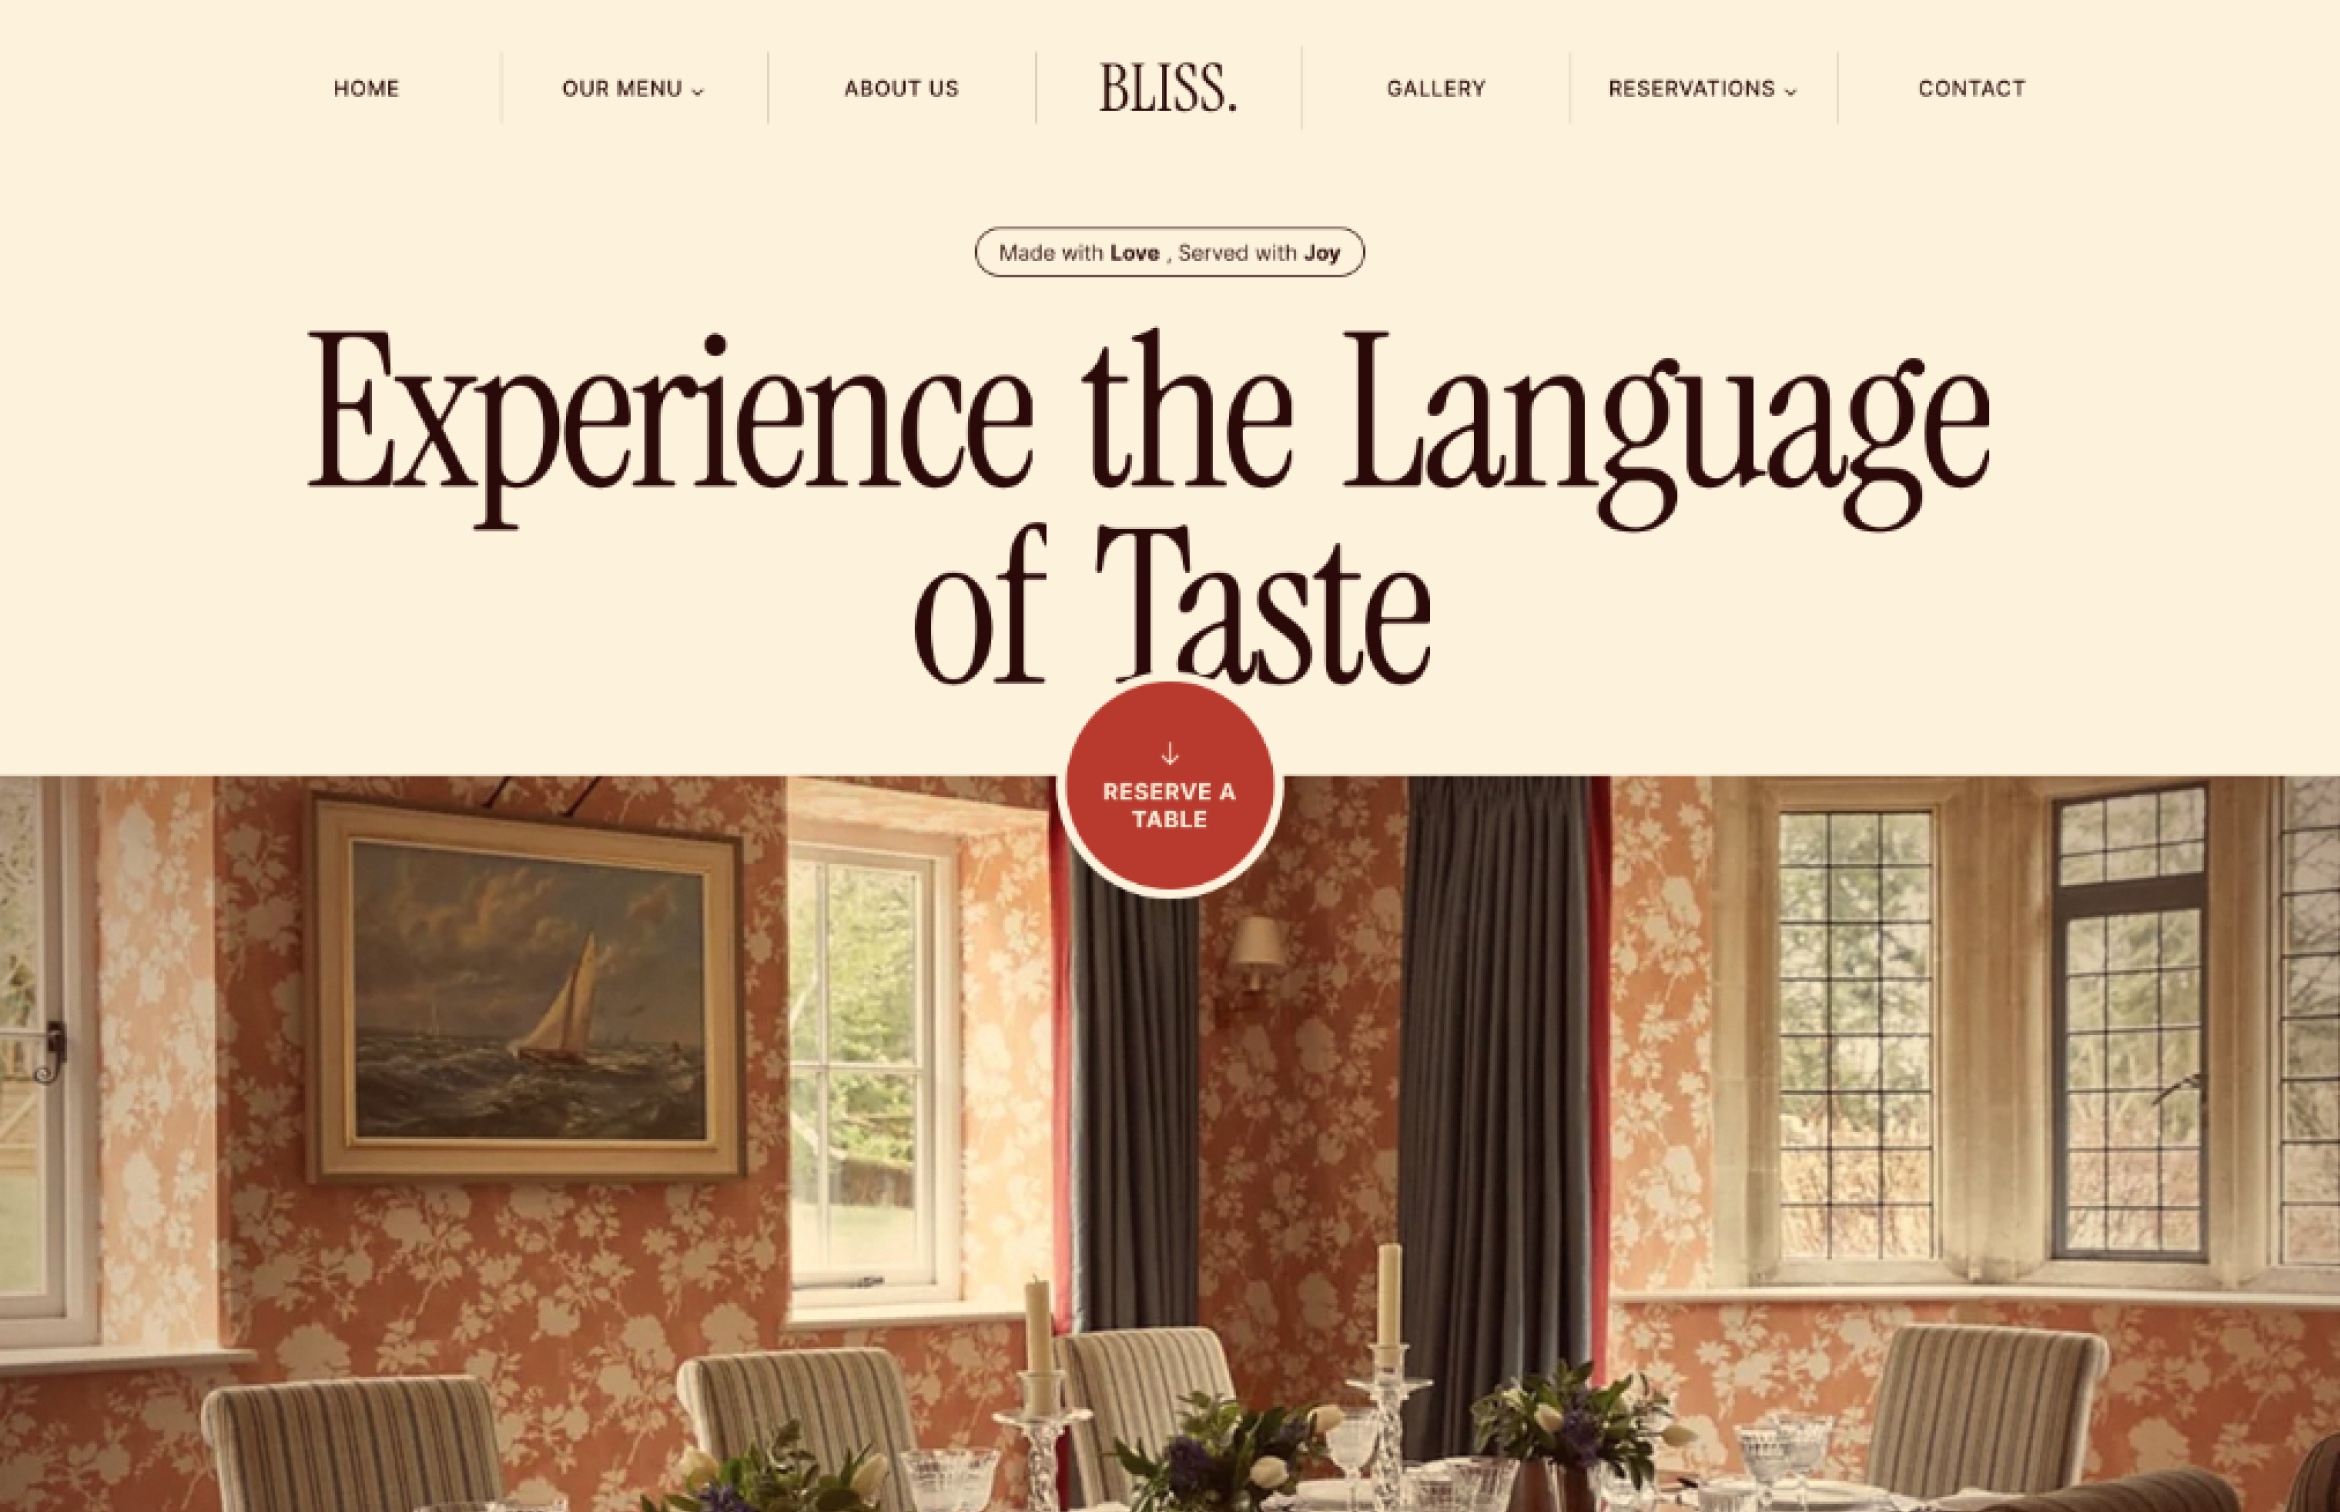 HOME
OUR MENU
ABOUT US
BLISS.
GALLERY
RESERVATIONS
CONTACT
Made with Love , Served with Joy
Experience the Language
of Taste
RESERVE A
TABLE